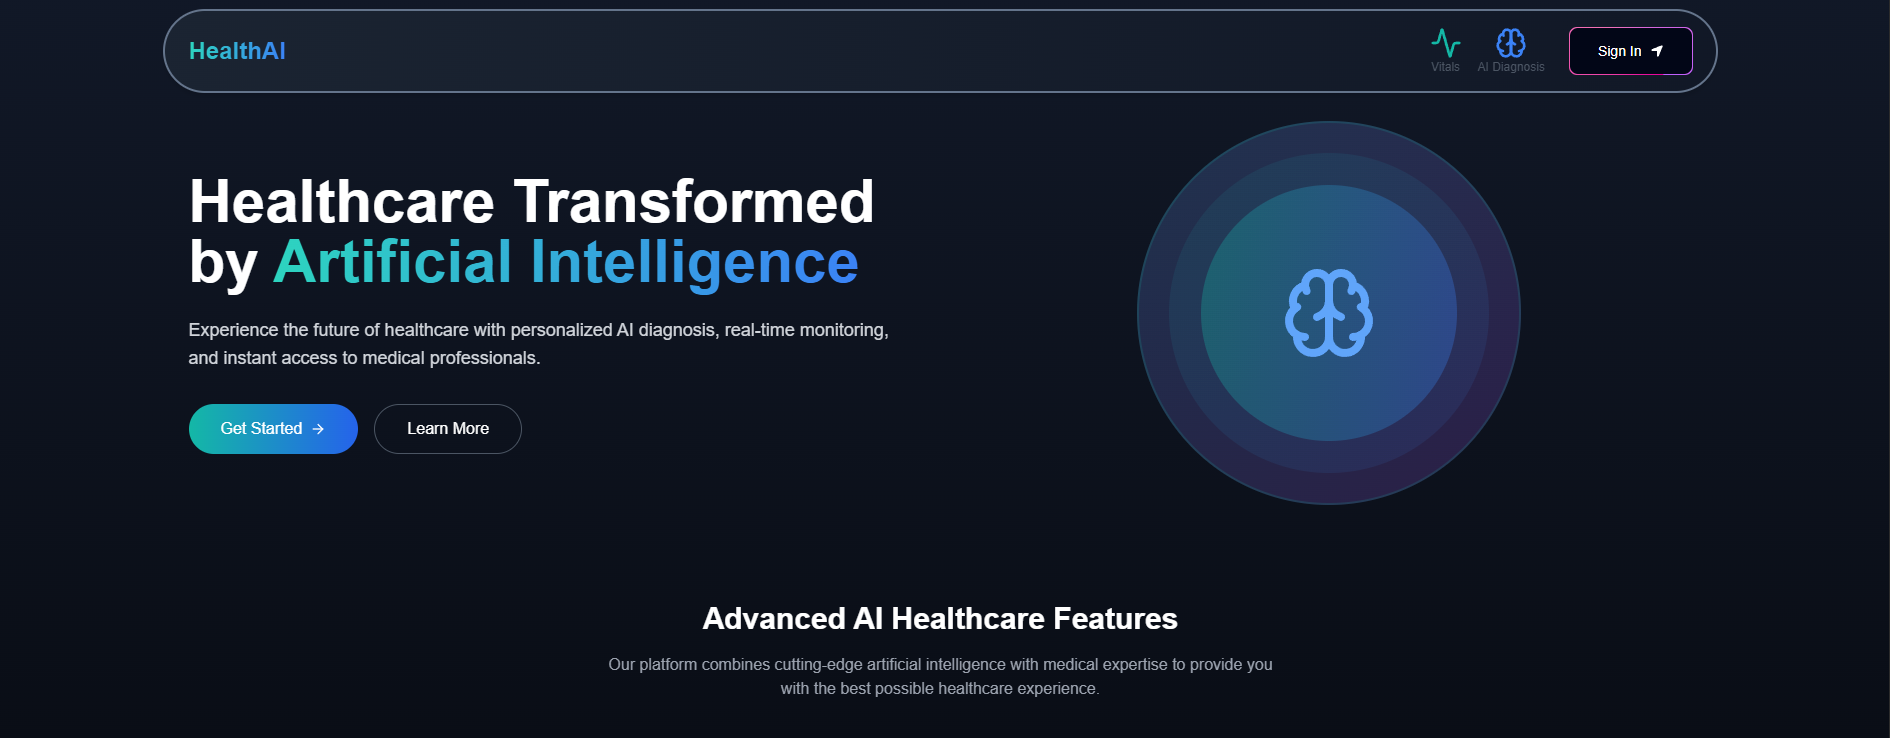 HealthAI
Vitals
AI Diagnosis
Sign In
Healthcare Transformed
by Artificial Intelligence
Experience the future of healthcare with personalized AI diagnosis, real-time monitoring,
and instant access to medical professionals.
Get Started
Learn More
Advanced AI Healthcare Features
Our platform combines cutting-edge artificial intelligence with medical expertise to provide you
with the best possible healthcare experience.